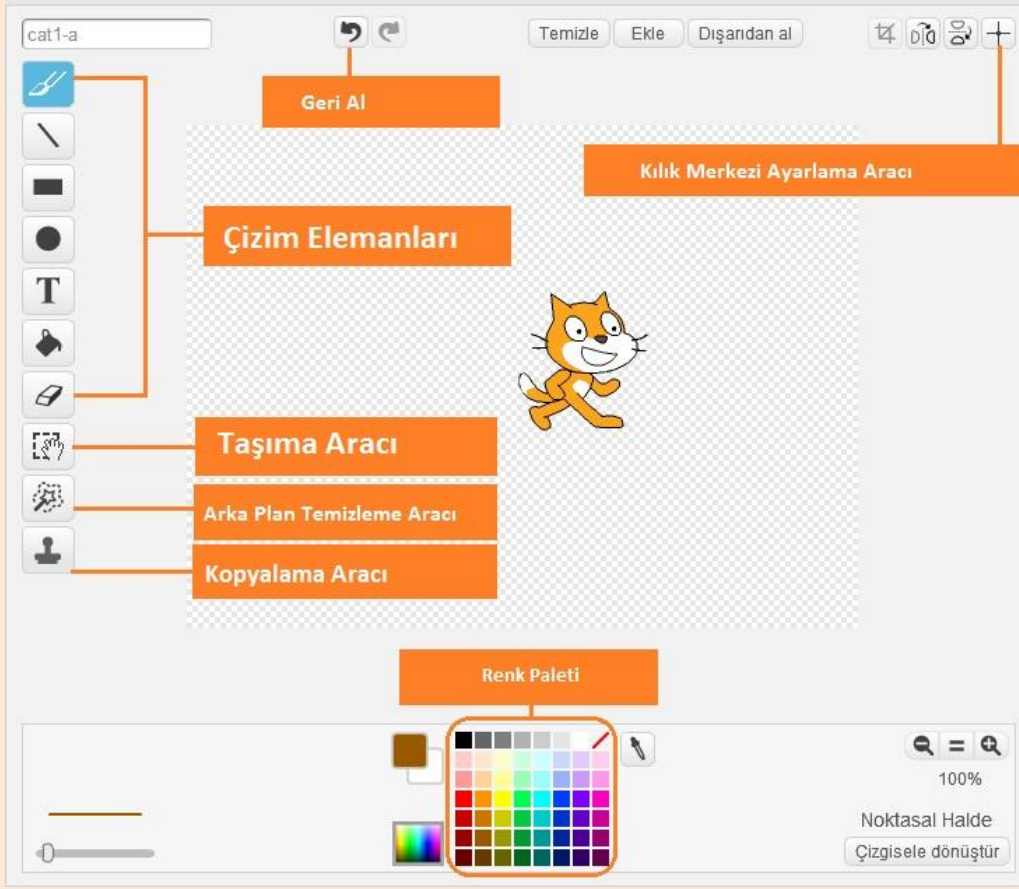 cat1-a
Temizle
Ekle
Dışarıdan al
Geri Al
Kılık Merkezi Ayarlama Aracı
Çizim Elemanları
T
Taşıma Aracı
Arka Plan Temizleme Aracı
Kopyalama Aracı
Renk Paleti
100%
Noktasal Halde
Çizgisele dönüştür